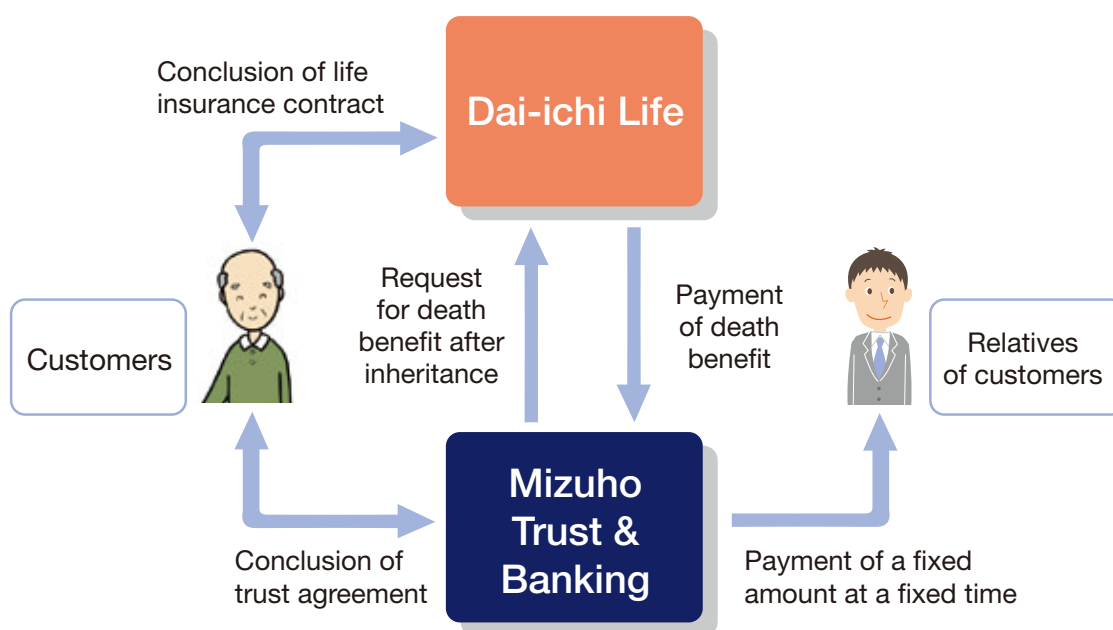 Conclusion of life
insurance contract
Dai-ichi Life
Customers
Request
for death
benefit after
inheritance
Payment
of death
benefit
Relatives
of customers
Mizuho
Trust &
Banking
Conclusion of
trust agreement
Payment of a fixed
amount at a fixed time